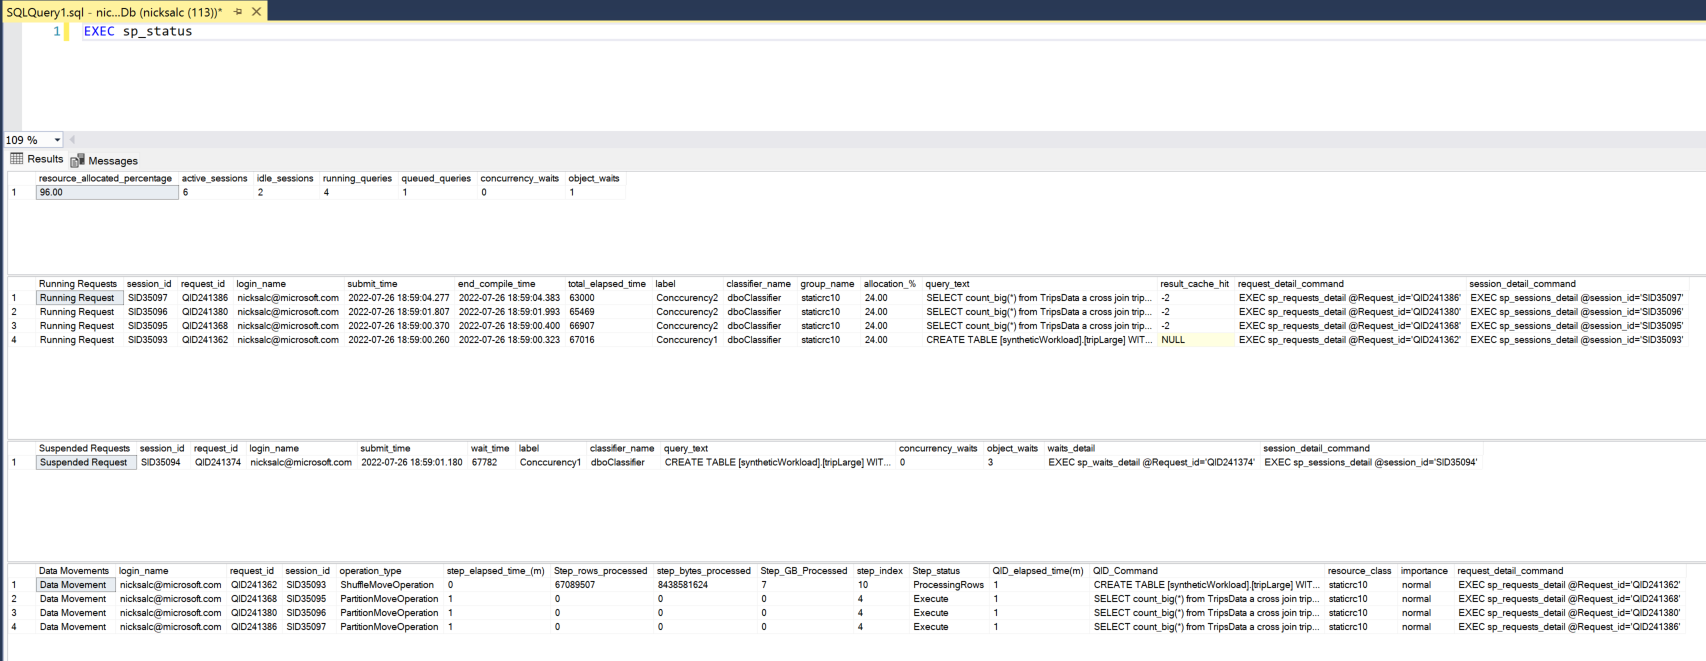 SQLQuery1.sql - nic...Db (nicksalc (113))*
1 EXEC sp_status
109 %
Results Messages
resource_allocated_percentage active_sessions idle_sessions running_queries queued_queries concurrency_waits object_waits
1 96.00 6 2 4 1 0 1
Running Requests session_id request_id login_name submit_time end_compile_time total_elapsed_time label classifier_name group_name allocation_% query_text result_cache_hit request_detail_command session_detail_command
1 Running Request SID35097 QID241386 nicksalc@microsoft.com 2022-07-26 18:59:04.277 2022-07-26 18:59:04.383 63000 Conccurency2 dboClassifier staticrc10 24.00 SELECT count_big(*) from TripsData a cross join trip... -2 EXEC sp_requests_detail @Request_id='QID241386' EXEC sp_sessions_detail @session_id='SID35097'
2 Running Request SID35096 QID241380 nicksalc@microsoft.com 2022-07-26 18:59:01.807 2022-07-26 18:59:01.993 65469 Conccurency2 dboClassifier staticrc10 24.00 SELECT count_big(*) from TripsData a cross join trip... -2 EXEC sp_requests_detail @Request_id='QID241380' EXEC sp_sessions_detail @session_id='SID35096'
3 Running Request SID35095 QID241368 nicksalc@microsoft.com 2022-07-26 18:59:00.370 2022-07-26 18:59:00.400 66907 Conccurency2 dboClassifier staticrc10 24.00 SELECT count_big(*) from TripsData a cross join trip... -2 EXEC sp_requests_detail @Request_id='QID241368' EXEC sp_sessions_detail @session_id='SID35095'
4 Running Request SID35093 QID241362 nicksalc@microsoft.com 2022-07-26 18:59:00.260 2022-07-26 18:59:00.323 67016 Conccurency1 dboClassifier staticrc10 24.00 CREATE TABLE [syntheticWorkload].[tripLarge] WIT... NULL EXEC sp_requests_detail @Request_id='QID241362' EXEC sp_sessions_detail @session_id='SID35093'
Suspended Requests session_id request_id login_name submit_time wait_time label classifier_name query_text concurrency_waits object_waits waits_detail session_detail_command
1 Suspended Request SID35094 QID241374 nicksalc@microsoft.com 2022-07-26 18:59:01.180 67782 Conccurency1 dboClassifier CREATE TABLE [syntheticWorkload].[tripLarge] WIT... 0 3 EXEC sp_waits_detail @Request_id='QID241374' EXEC sp_sessions_detail @session_id='SID35094'
Data Movements login_name request_id session_id operation_type step_elapsed_time_(m) Step_rows_processed step_bytes_processed Step_GB_Processed step_index Step_status QID_elapsed_time(m) QID_Command resource_class importance request_detail_command
1 Data Movement nicksalc@microsoft.com QID241362 SID35093 ShuffleMoveOperation 0 67089507 8438581624 7 10 ProcessingRows 1 CREATE TABLE [syntheticWorkload].[tripLarge] WIT... staticrc10 normal EXEC sp_requests_detail @Request_id='QID241362'
2 Data Movement nicksalc@microsoft.com QID241368 SID35095 PartitionMoveOperation 1 0 0 0 4 Execute 1 SELECT count_big(*) from TripsData a cross join trip... staticrc10 normal EXEC sp_requests_detail @Request_id='QID241368'
3 Data Movement nicksalc@microsoft.com QID241380 SID35096 PartitionMoveOperation 1 0 0 0 4 Execute 1 SELECT count_big(*) from TripsData a cross join trip... staticrc10 normal EXEC sp_requests_detail @Request_id='QID241380'
4 Data Movement nicksalc@microsoft.com QID241386 SID35097 PartitionMoveOperation 1 0 0 0 4 Execute 1 SELECT count_big(*) from TripsData a cross join trip... staticrc10 normal EXEC sp_requests_detail @Request_id='QID241386'